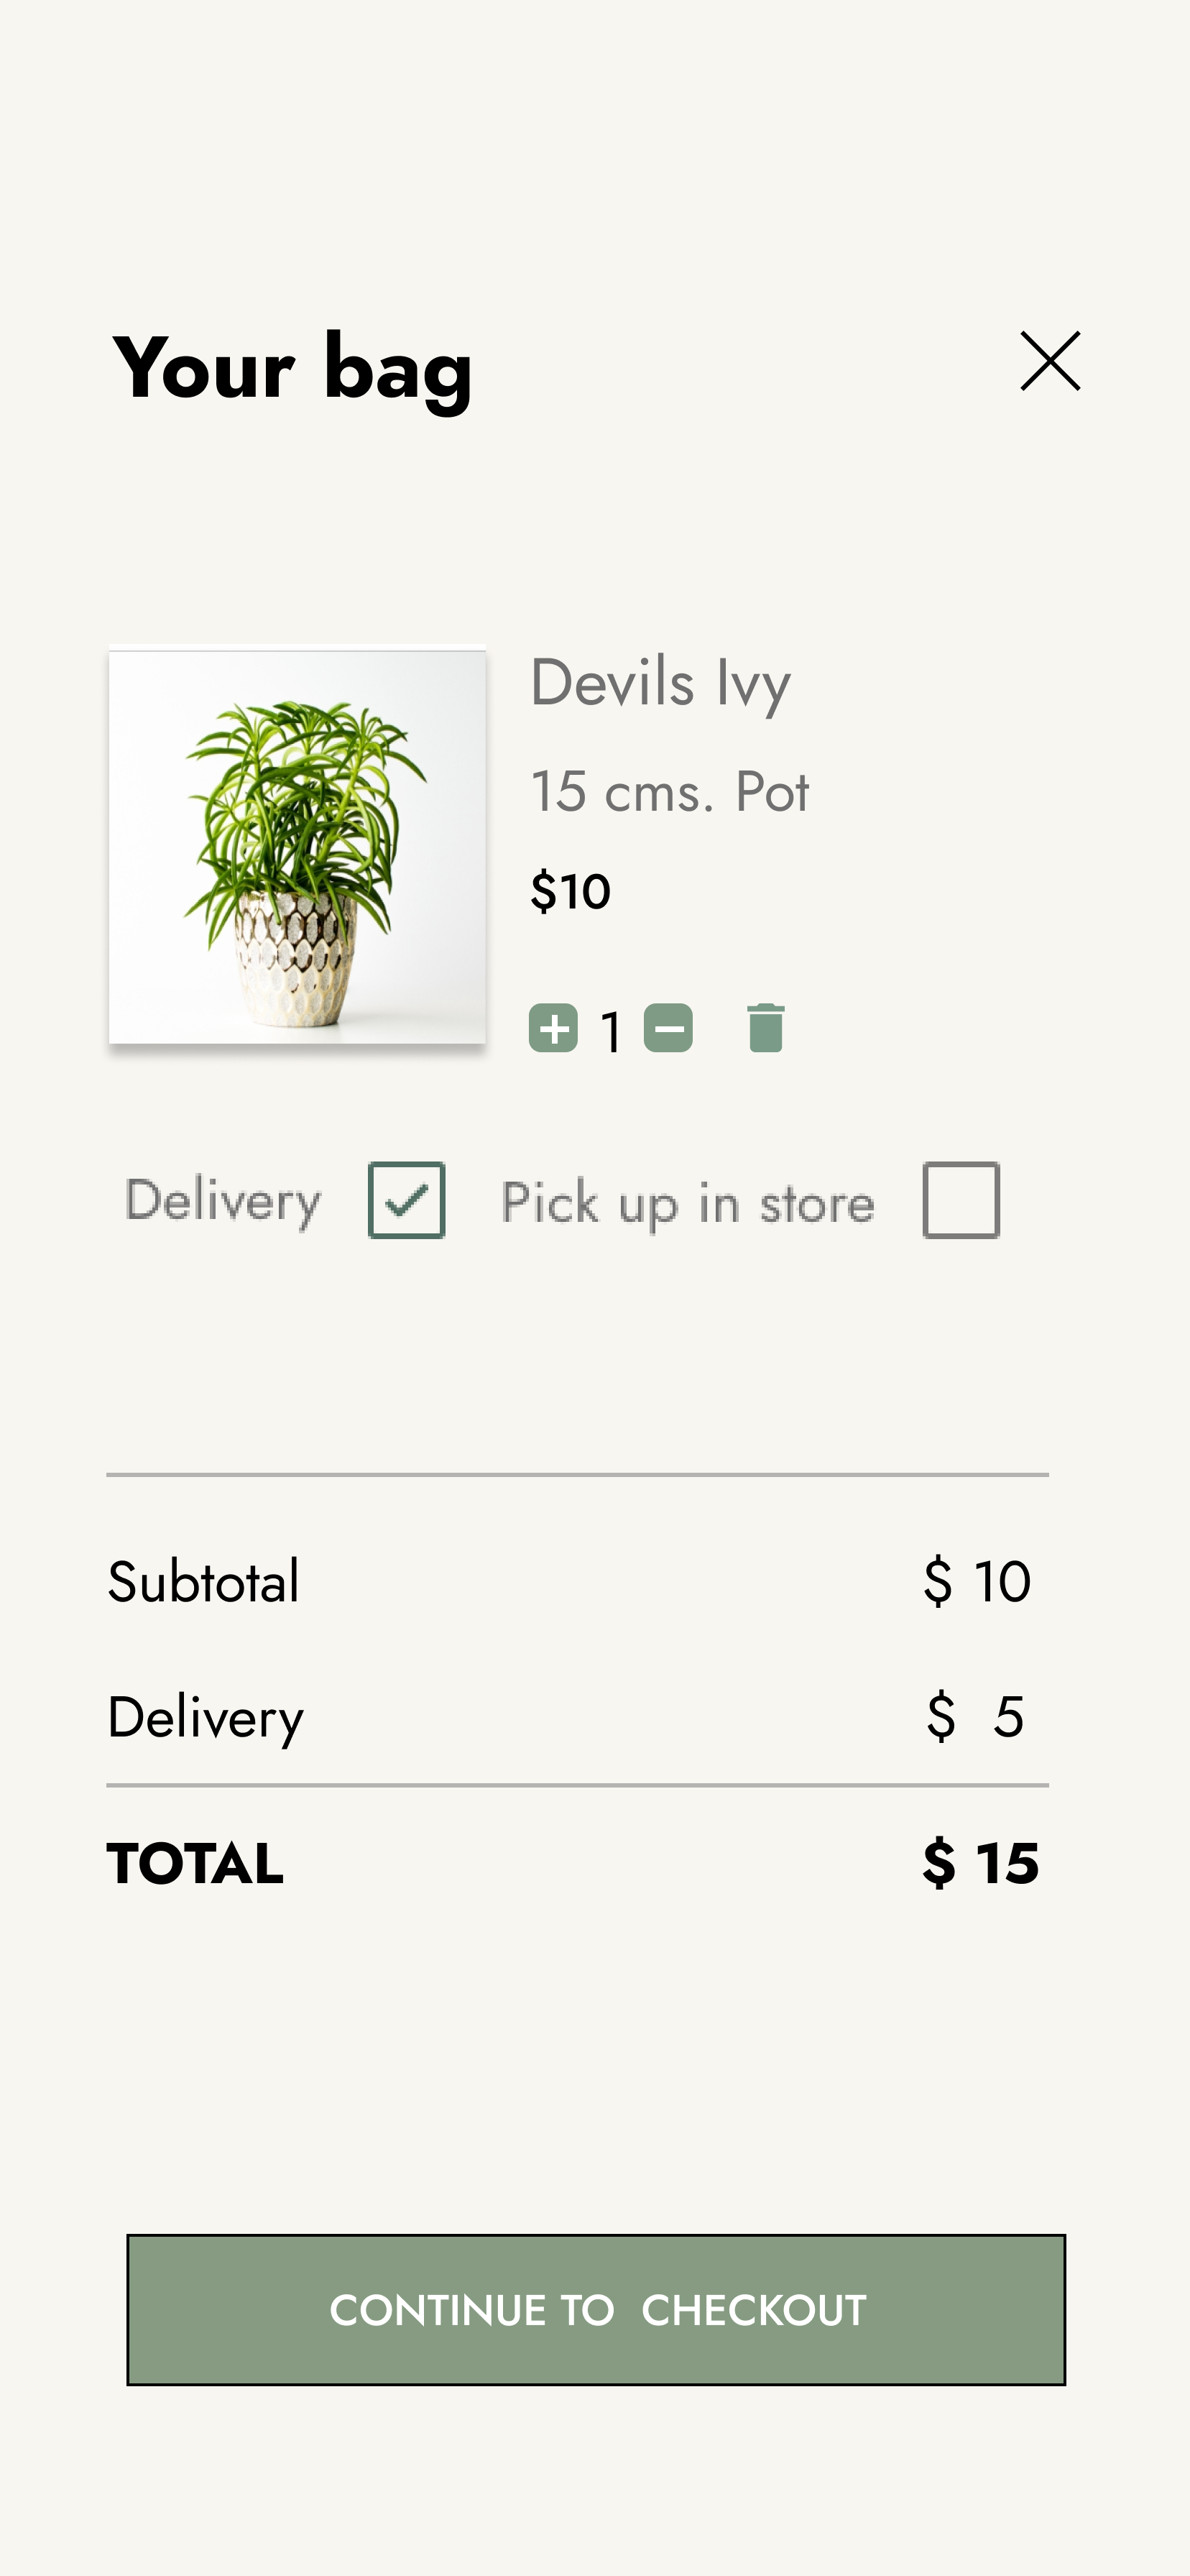 Your bag
Devils Ivy
15 cms. Pot
$10
1
Delivery Pick up in store
Subtotal $ 10
Delivery $ 5
TOTAL $ 15
CONTINUE TO CHECKOUT